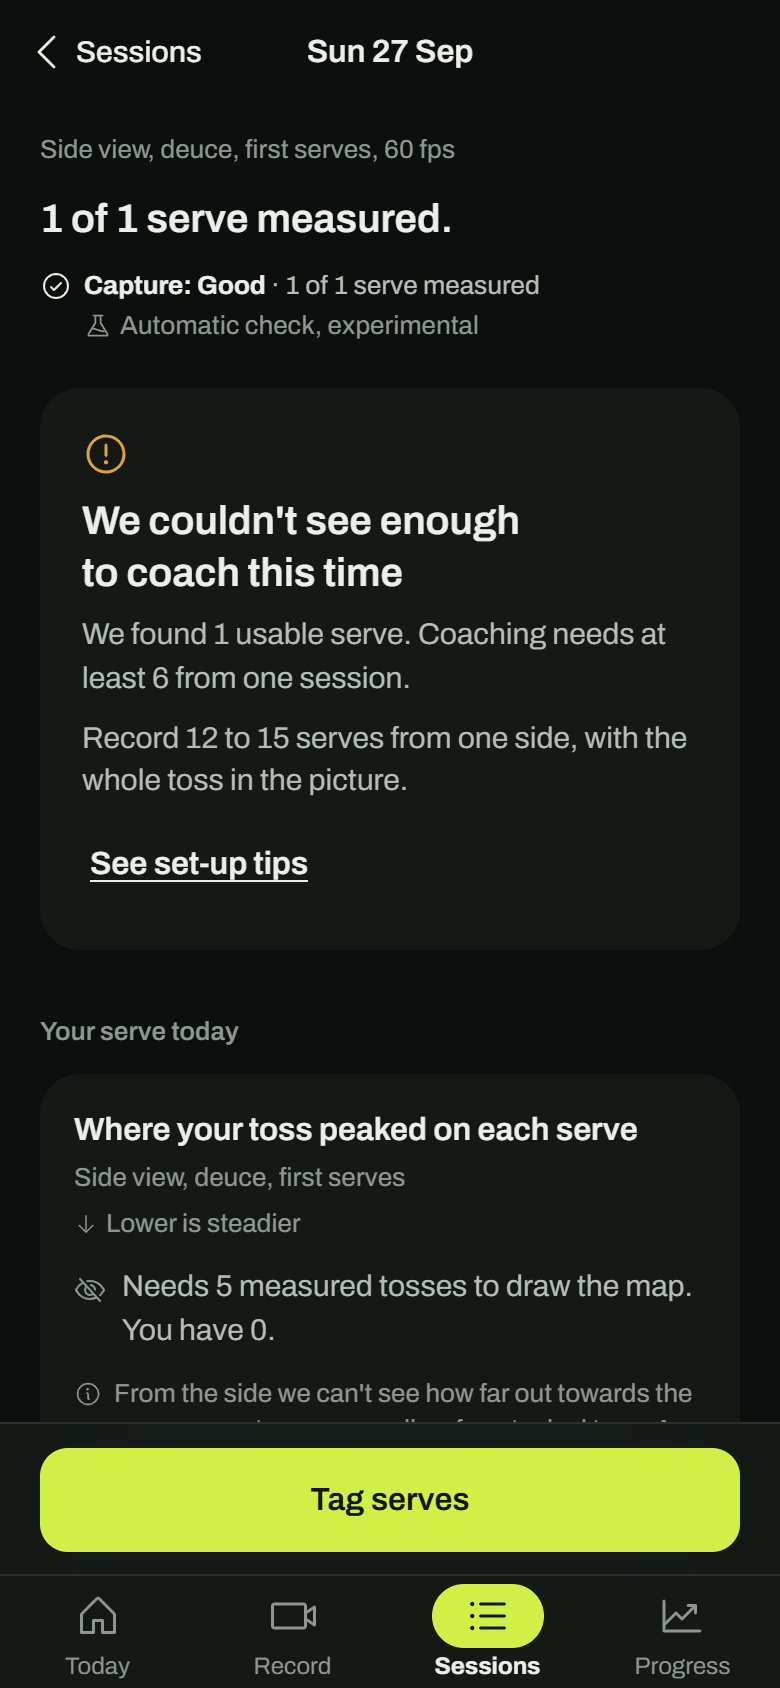 Sessions
Sun 27 Sep
Side view, deuce, first serves, 60 fps
1 of 1 serve measured.
Capture: Good · 1 of 1 serve measured
Automatic check, experimental
We couldn't see enough
to coach this time
We found 1 usable serve. Coaching needs at
least 6 from one session.
Record 12 to 15 serves from one side, with the
whole toss in the picture.
See set-up tips
Your serve today
Where your toss peaked on each serve
Side view, deuce, first serves
Lower is steadier
Needs 5 measured tosses to draw the map.
You have 0.
From the side we can't see how far out towards the
Tag serves
Today
Record
Sessions
Progress